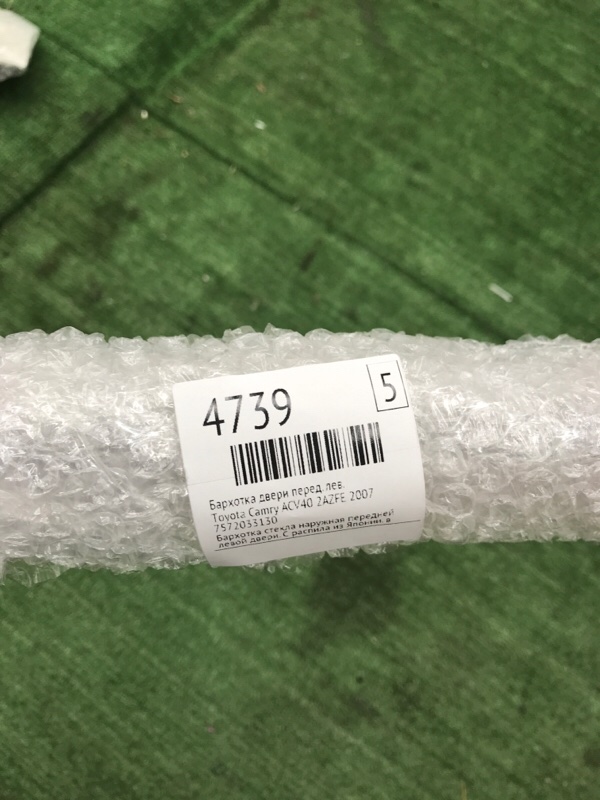 4739
5
Бархотка двери перед. лев.
Toyota Camry ACV40 2AZFE 2007
7572033130
Бархотка стекла наружная передней
левой двери. С распила из Японии. в